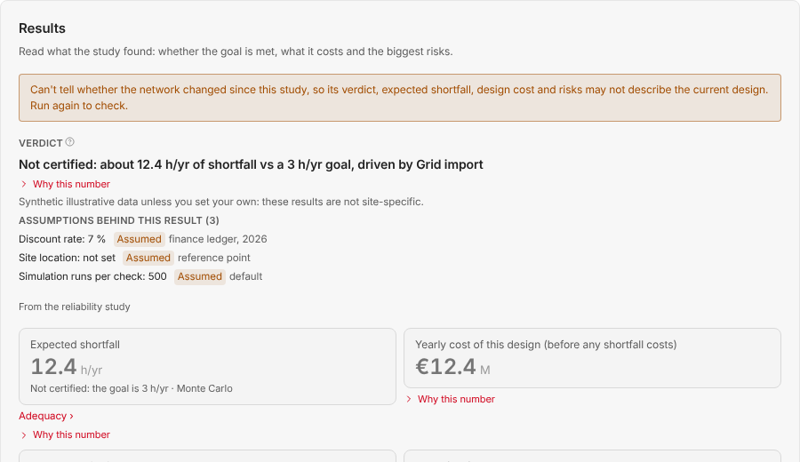 Results
Read what the study found: whether the goal is met, what it costs and the biggest risks.
Can't tell whether the network changed since this study, so its verdict, expected shortfall, design cost and risks may not describe the current design.
Run again to check.
VERDICT ?
Not certified: about 12.4 h/yr of shortfall vs a 3 h/yr goal, driven by Grid import
Why this number
Synthetic illustrative data unless you set your own: these results are not site-specific.
ASSUMPTIONS BEHIND THIS RESULT (3)
Discount rate: 7 % Assumed finance ledger, 2026
Site location: not set Assumed reference point
Simulation runs per check: 500 Assumed default
From the reliability study
Expected shortfall
12.4 h/yr
Not certified: the goal is 3 h/yr · Monte Carlo
Adequacy ›
Why this number
Yearly cost of this design (before any shortfall costs)
€12.4 M
Why this number